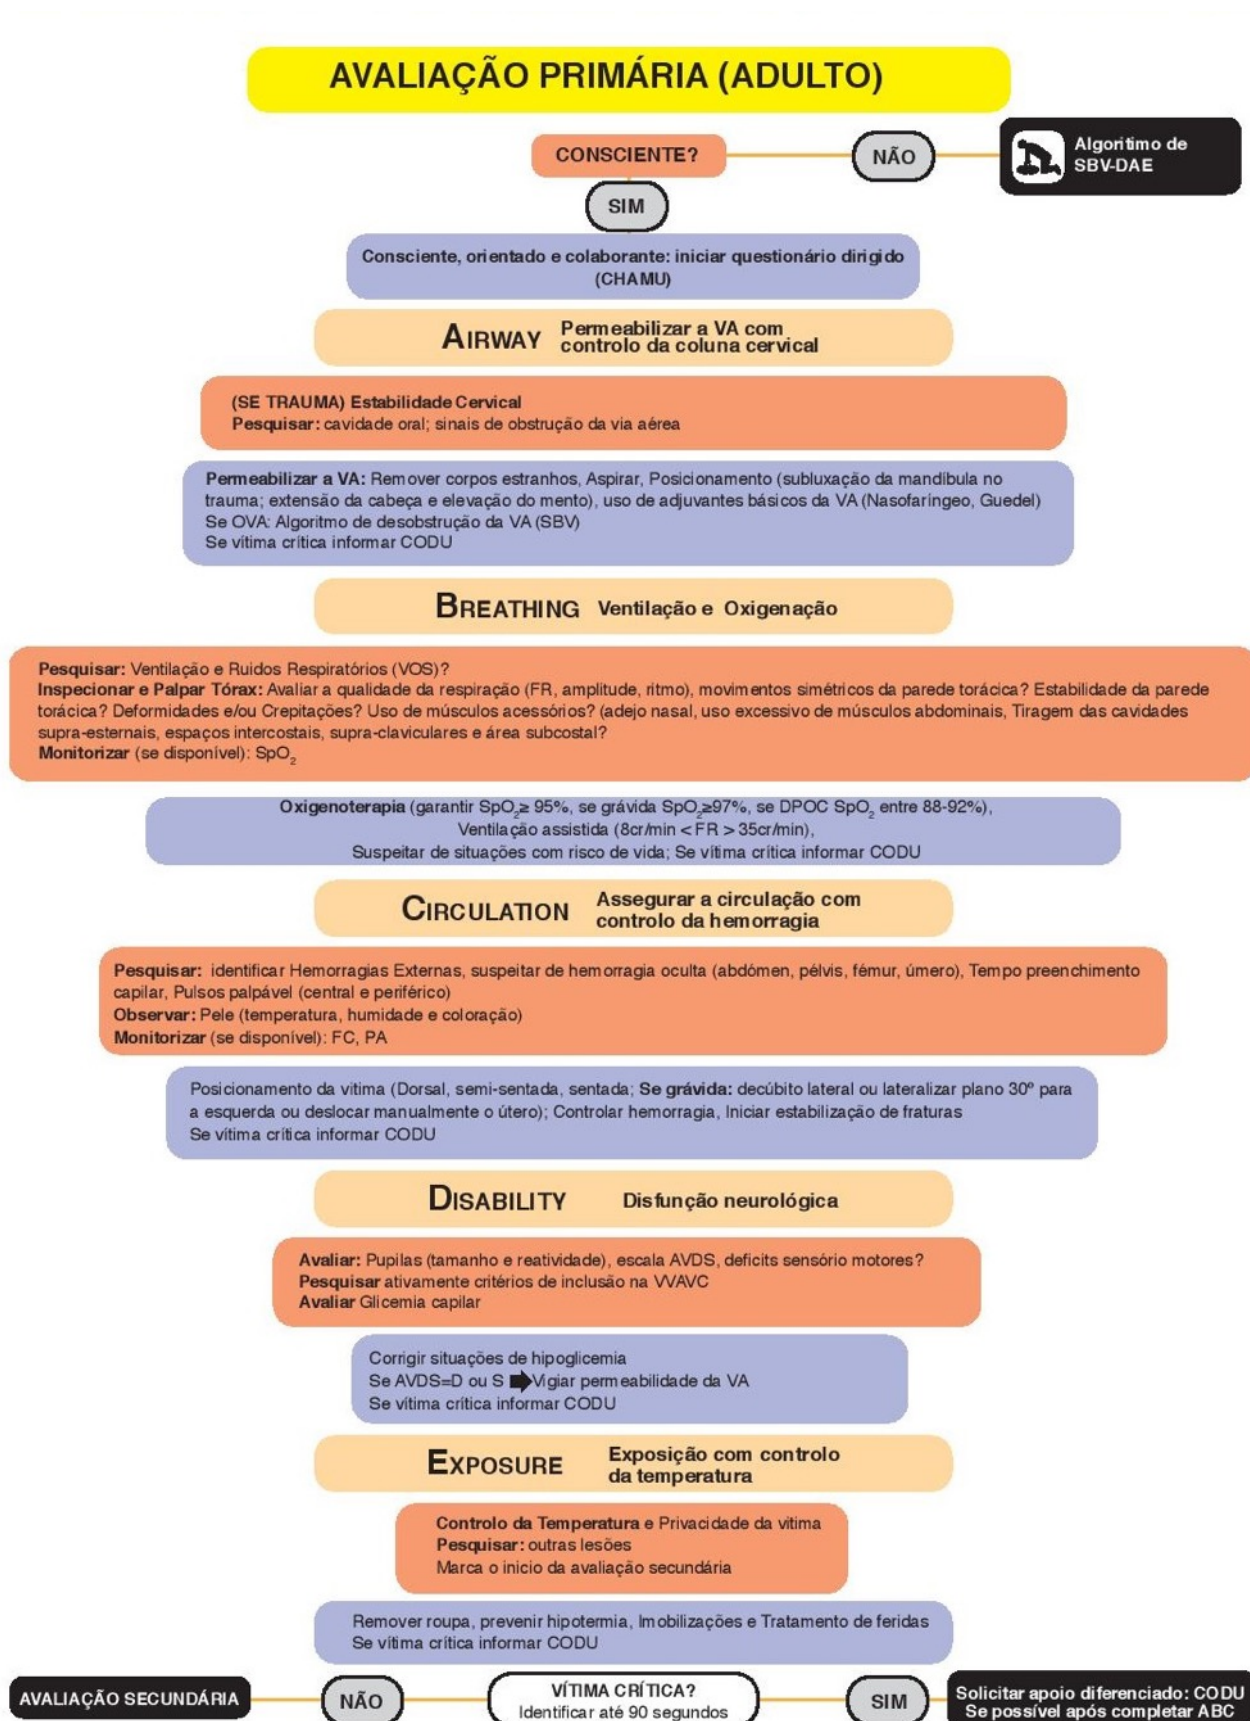 AVALIAÇÃO PRIMÁRIA (ADULTO)
CONSCIENTE?
NÃO
Algoritimo de
SBV-DAE
SIM
Consciente, orientado e colaborante: iniciar questionário dirigido
(CHAMU)
AIRWAY Permeabilizar a VA com
controlo da coluna cervical
(SE TRAUMA) Estabilidade Cervical
Pesquisar: cavidade oral; sinais de obstrução da via aérea
Permeabilizar a VA: Remover corpos estranhos, Aspirar, Posicionamento (subluxação da mandíbula no
trauma; extensão da cabeça e elevação do mento), uso de adjuvantes básicos da VA (Nasofaríngeo, Guedel)
Se OVA: Algoritmo de desobstrução da VA (SBV)
Se vítima crítica informar CODU
BREATHING Ventilação e Oxigenação
Pesquisar: Ventilação e Ruidos Respiratórios (VOS)?
Inspecionar e Palpar Tórax: Avaliar a qualidade da respiração (FR, amplitude, ritmo), movimentos simétricos da parede torácica? Estabilidade da parede
torácica? Deformidades e/ou Crepitações? Uso de músculos acessórios? (adejo nasal, uso excessivo de músculos abdominais, Tiragem das cavidades
supra-esternais, espaços intercostais, supra-claviculares e área subcostal?
Monitorizar (se disponível): SpO₂
Oxigenoterapia (garantir SpO₂≥ 95%, se grávida SpO₂≥97%, se DPOC SpO₂ entre 88-92%),
Ventilação assistida (8cr/min < FR > 35cr/min),
Suspeitar de situações com risco de vida; Se vítima crítica informar CODU
CIRCULATION Assegurar a circulação com
controlo da hemorragia
Pesquisar: identificar Hemorragias Externas, suspeitar de hemorragia oculta (abdómen, pélvis, fémur, úmero), Tempo preenchimento
capilar, Pulsos palpável (central e periférico)
Observar: Pele (temperatura, humidade e coloração)
Monitorizar (se disponível): FC, PA
Posicionamento da vitima (Dorsal, semi-sentada, sentada; Se grávida: decúbito lateral ou lateralizar plano 30º para
a esquerda ou deslocar manualmente o útero); Controlar hemorragia, Iniciar estabilização de fraturas
Se vítima crítica informar CODU
DISABILITY Disfunção neurológica
Avaliar: Pupilas (tamanho e reatividade), escala AVDS, deficits sensório motores?
Pesquisar ativamente critérios de inclusão na VVAVC
Avaliar Glicemia capilar
Corrigir situações de hipoglicemia
Se AVDS=D ou S ➡ Vigiar permeabilidade da VA
Se vítima crítica informar CODU
EXPOSURE Exposição com controlo
da temperatura
Controlo da Temperatura e Privacidade da vitima
Pesquisar: outras lesões
Marca o inicio da avaliação secundária
Remover roupa, prevenir hipotermia, Imobilizações e Tratamento de feridas
Se vítima crítica informar CODU
AVALIAÇÃO SECUNDÁRIA
NÃO
VÍTIMA CRÍTICA?
Identificar até 90 segundos
SIM
Solicitar apoio diferenciado: CODU
Se possível após completar ABC